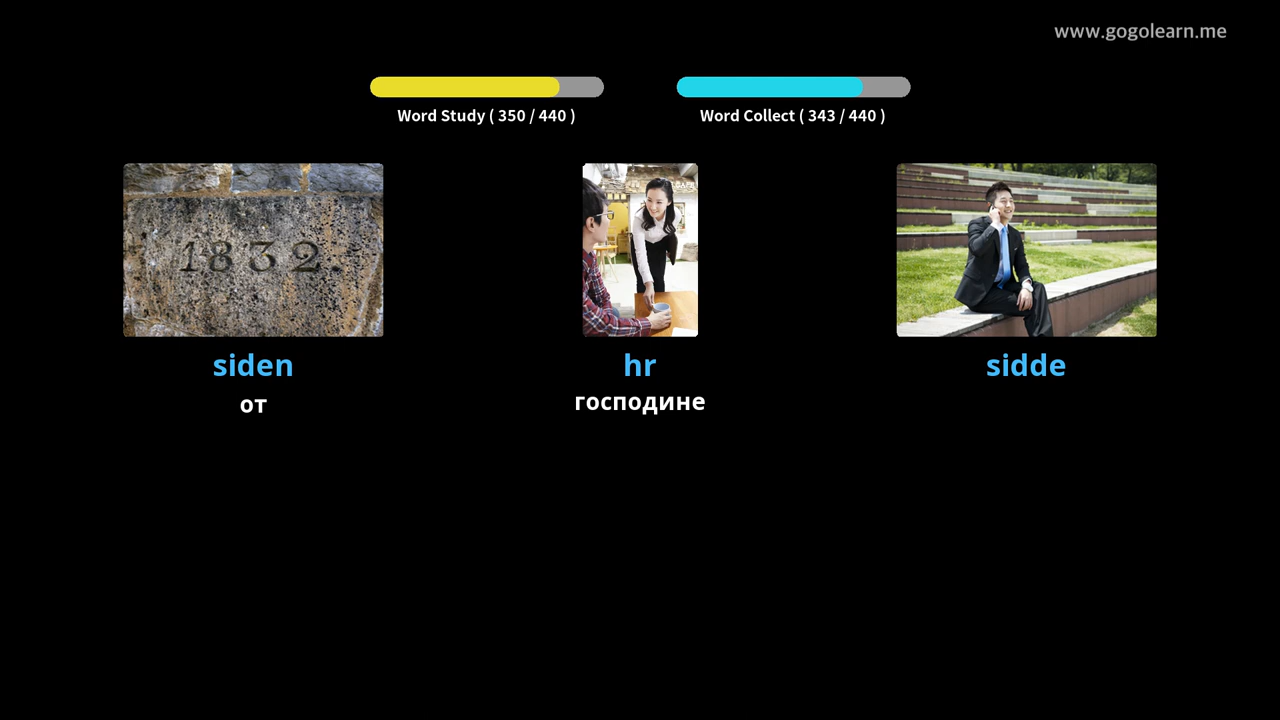 www.gogolearn.me
Word Study ( 350 / 440 )
Word Collect ( 343 / 440 )
1832.
siden
hr
sidde
от
господине